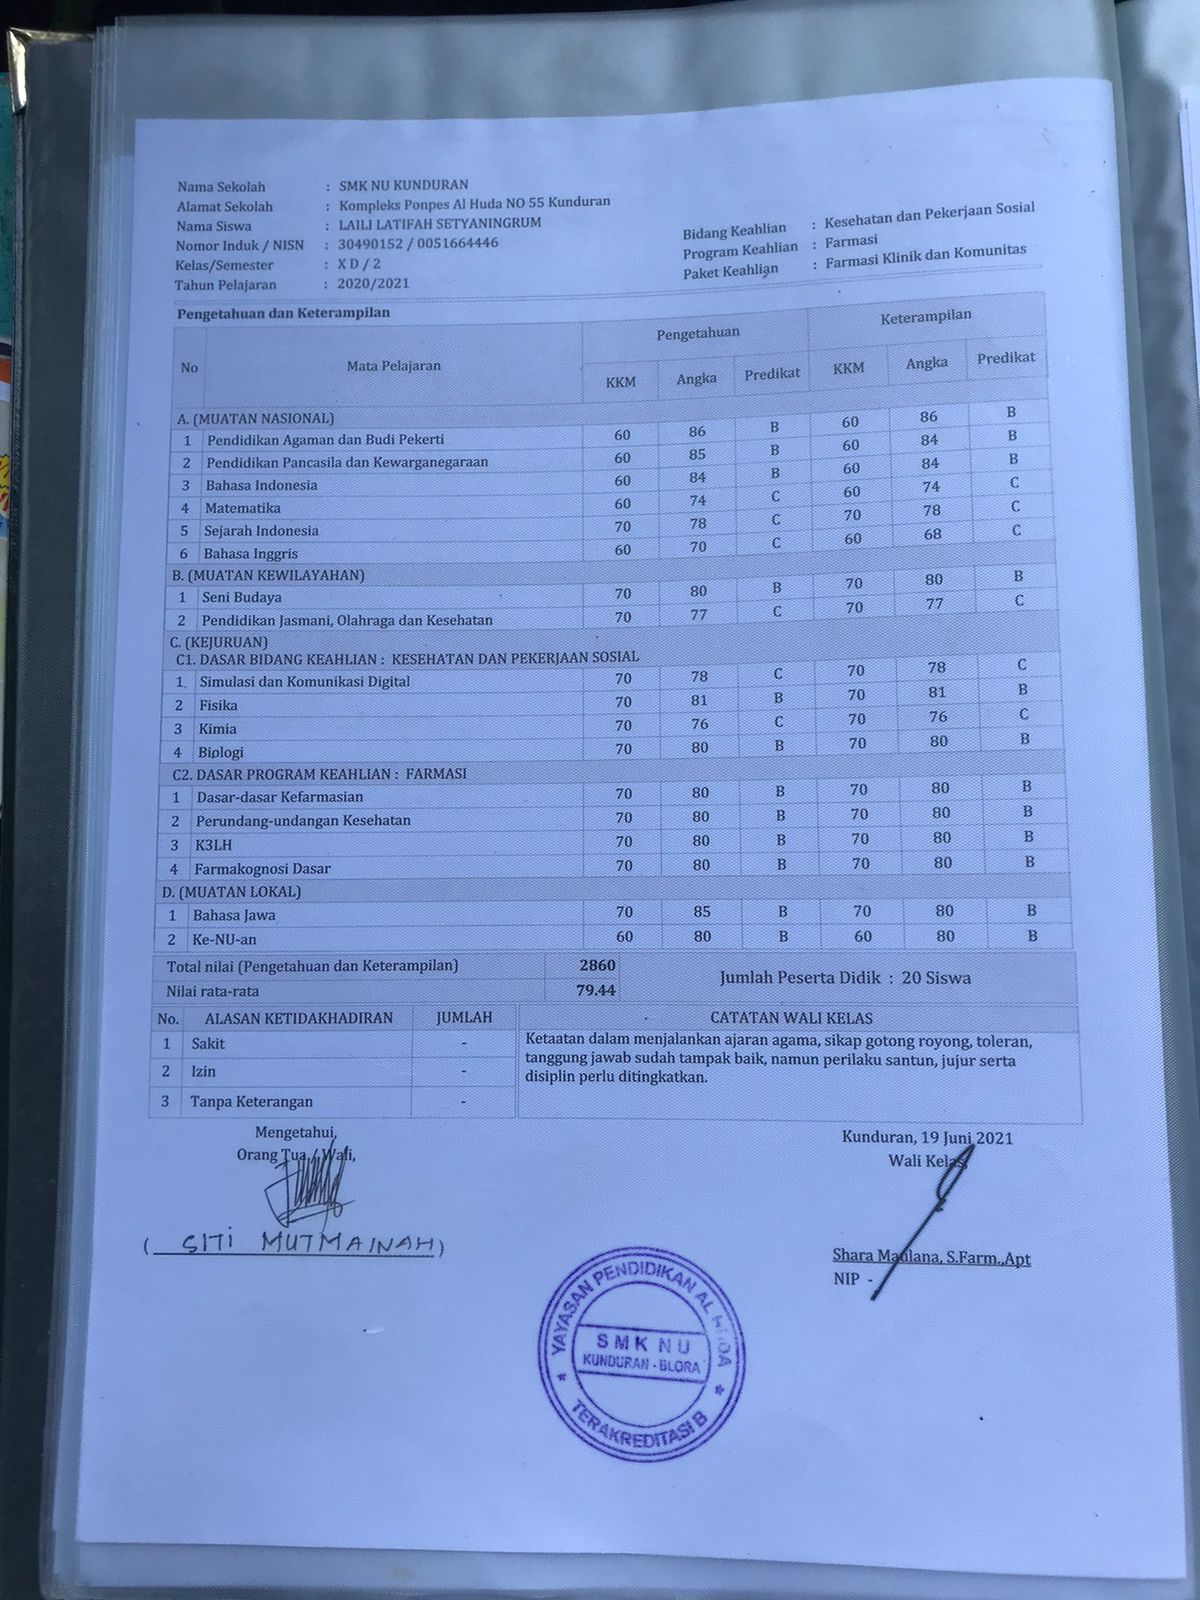 Nama Sekolah : SMK NU KUNDURAN
Alamat Sekolah : Kompleks Ponpes Al Huda NO 55 Kunduran
Nama Siswa : LAILI LATIFAH SETYANINGRUM
Nomor Induk / NISN : 30490152 / 0051664446
Kelas/Semester : X D / 2
Tahun Pelajaran : 2020/2021
Bidang Keahlian : Kesehatan dan Pekerjaan Sosial
Program Keahlian : Farmasi
Paket Keahlian : Farmasi Klinik dan Komunitas
Pengetahuan dan Keterampilan
No Mata Pelajaran Pengetahuan Keterampilan
KKM Angka Predikat KKM Angka Predikat
A. (MUATAN NASIONAL)
1 Pendidikan Agaman dan Budi Pekerti 60 86 B 60 86 B
2 Pendidikan Pancasila dan Kewarganegaraan 60 85 B 60 84 B
3 Bahasa Indonesia 60 84 B 60 84 B
4 Matematika 60 74 C 60 74 C
5 Sejarah Indonesia 70 78 C 70 78 C
6 Bahasa Inggris 60 70 C 60 68 C
B. (MUATAN KEWILAYAHAN)
1 Seni Budaya 70 80 B 70 80 B
2 Pendidikan Jasmani, Olahraga dan Kesehatan 70 77 C 70 77 C
C. (KEJURUAN)
C1. DASAR BIDANG KEAHLIAN : KESEHATAN DAN PEKERJAAN SOSIAL
1. Simulasi dan Komunikasi Digital 70 78 C 70 78 C
2 Fisika 70 81 B 70 81 B
3 Kimia 70 76 C 70 76 C
4 Biologi 70 80 B 70 80 B
C2. DASAR PROGRAM KEAHLIAN : FARMASI
1 Dasar-dasar Kefarmasian 70 80 B 70 80 B
2 Perundang-undangan Kesehatan 70 80 B 70 80 B
3 K3LH 70 80 B 70 80 B
4 Farmakognosi Dasar 70 80 B 70 80 B
D. (MUATAN LOKAL)
1 Bahasa Jawa 70 85 B 70 80 B
2 Ke-NU-an 60 80 B 60 80 B
Total nilai (Pengetahuan dan Keterampilan) 2860
Nilai rata-rata 79.44
Jumlah Peserta Didik : 20 Siswa
No. ALASAN KETIDAKHADIRAN JUMLAH
1 Sakit -
2 Izin -
3 Tanpa Keterangan -
CATATAN WALI KELAS
Ketaatan dalam menjalankan ajaran agama, sikap gotong royong, toleran,
tanggung jawab sudah tampak baik, namun perilaku santun, jujur serta
disiplin perlu ditingkatkan.
Mengetahui,
Orang Tua / Wali,
( SITI MUTMAINAH )
Kunduran, 19 Juni 2021
Wali Kelas,
Shara Maulana, S.Farm.,Apt
NIP -
YAYASAN PENDIDIKAN AL HUDA
SMK NU
KUNDURAN - BLORA
TERAKREDITASI B